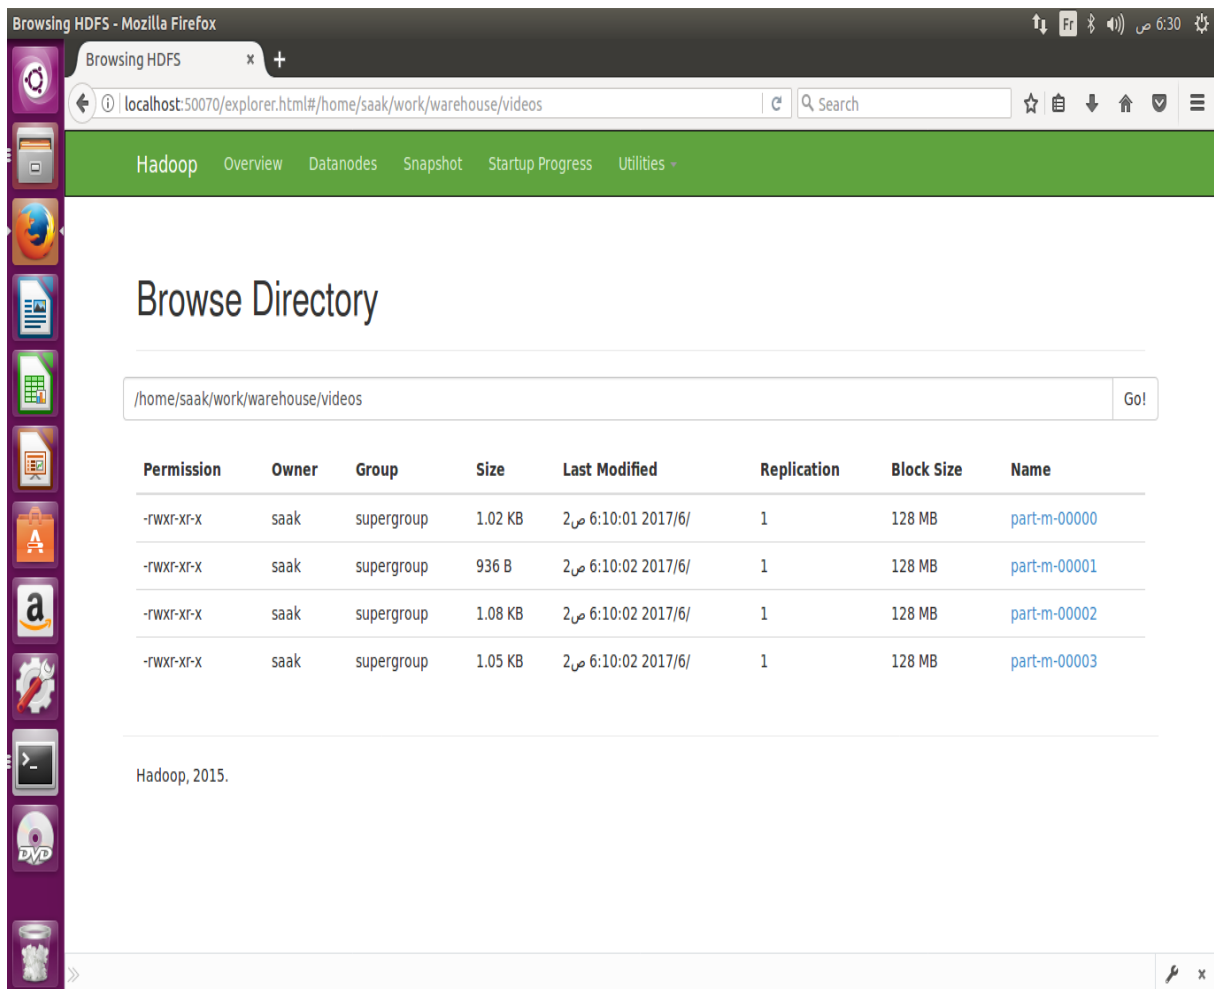 Browsing HDFS - Mozilla Firefox
Fr ص 6:30
Browsing HDFS
localhost:50070/explorer.html#/home/saak/work/warehouse/videos
Search
Hadoop Overview Datanodes Snapshot Startup Progress Utilities
Browse Directory
/home/saak/work/warehouse/videos Go!
Permission Owner Group Size Last Modified Replication Block Size Name
-rwxr-xr-x saak supergroup 1.02 KB 2ص 6:10:01 2017/6/ 1 128 MB part-m-00000
-rwxr-xr-x saak supergroup 936 B 2ص 6:10:02 2017/6/ 1 128 MB part-m-00001
-rwxr-xr-x saak supergroup 1.08 KB 2ص 6:10:02 2017/6/ 1 128 MB part-m-00002
-rwxr-xr-x saak supergroup 1.05 KB 2ص 6:10:02 2017/6/ 1 128 MB part-m-00003
Hadoop, 2015.
DVD